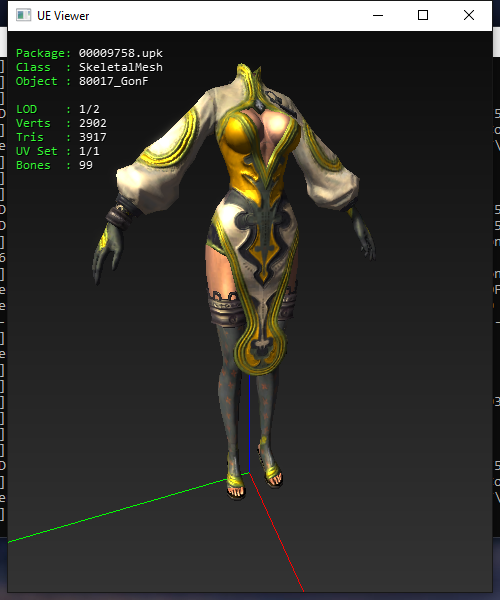 UE Viewer
Package: 00009758.upk
Class : SkeletalMesh
Object : 80017_GonF
LOD : 1/2
Verts : 2902
Tris : 3917
UV Set : 1/1
Bones : 99